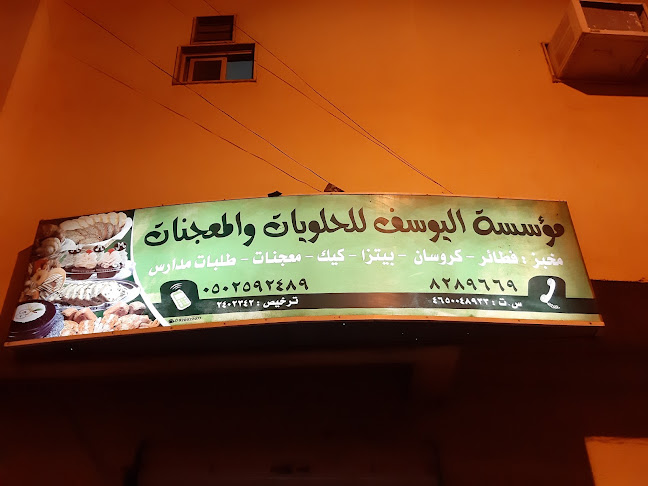 مؤسسة اليوسف للحلويات والمعجنات
مخبز : فطائر - كروسان - بيتزا - كيك - معجنات - طلبات مدارس
٨٢٨٩٦٦٩
٠٥٠٢٥٩٢٤٨٩
س.ت : ٤٦٥٠٠٤٨٩٣٣
ترخيص : ٢٤٠٢٣٤٢